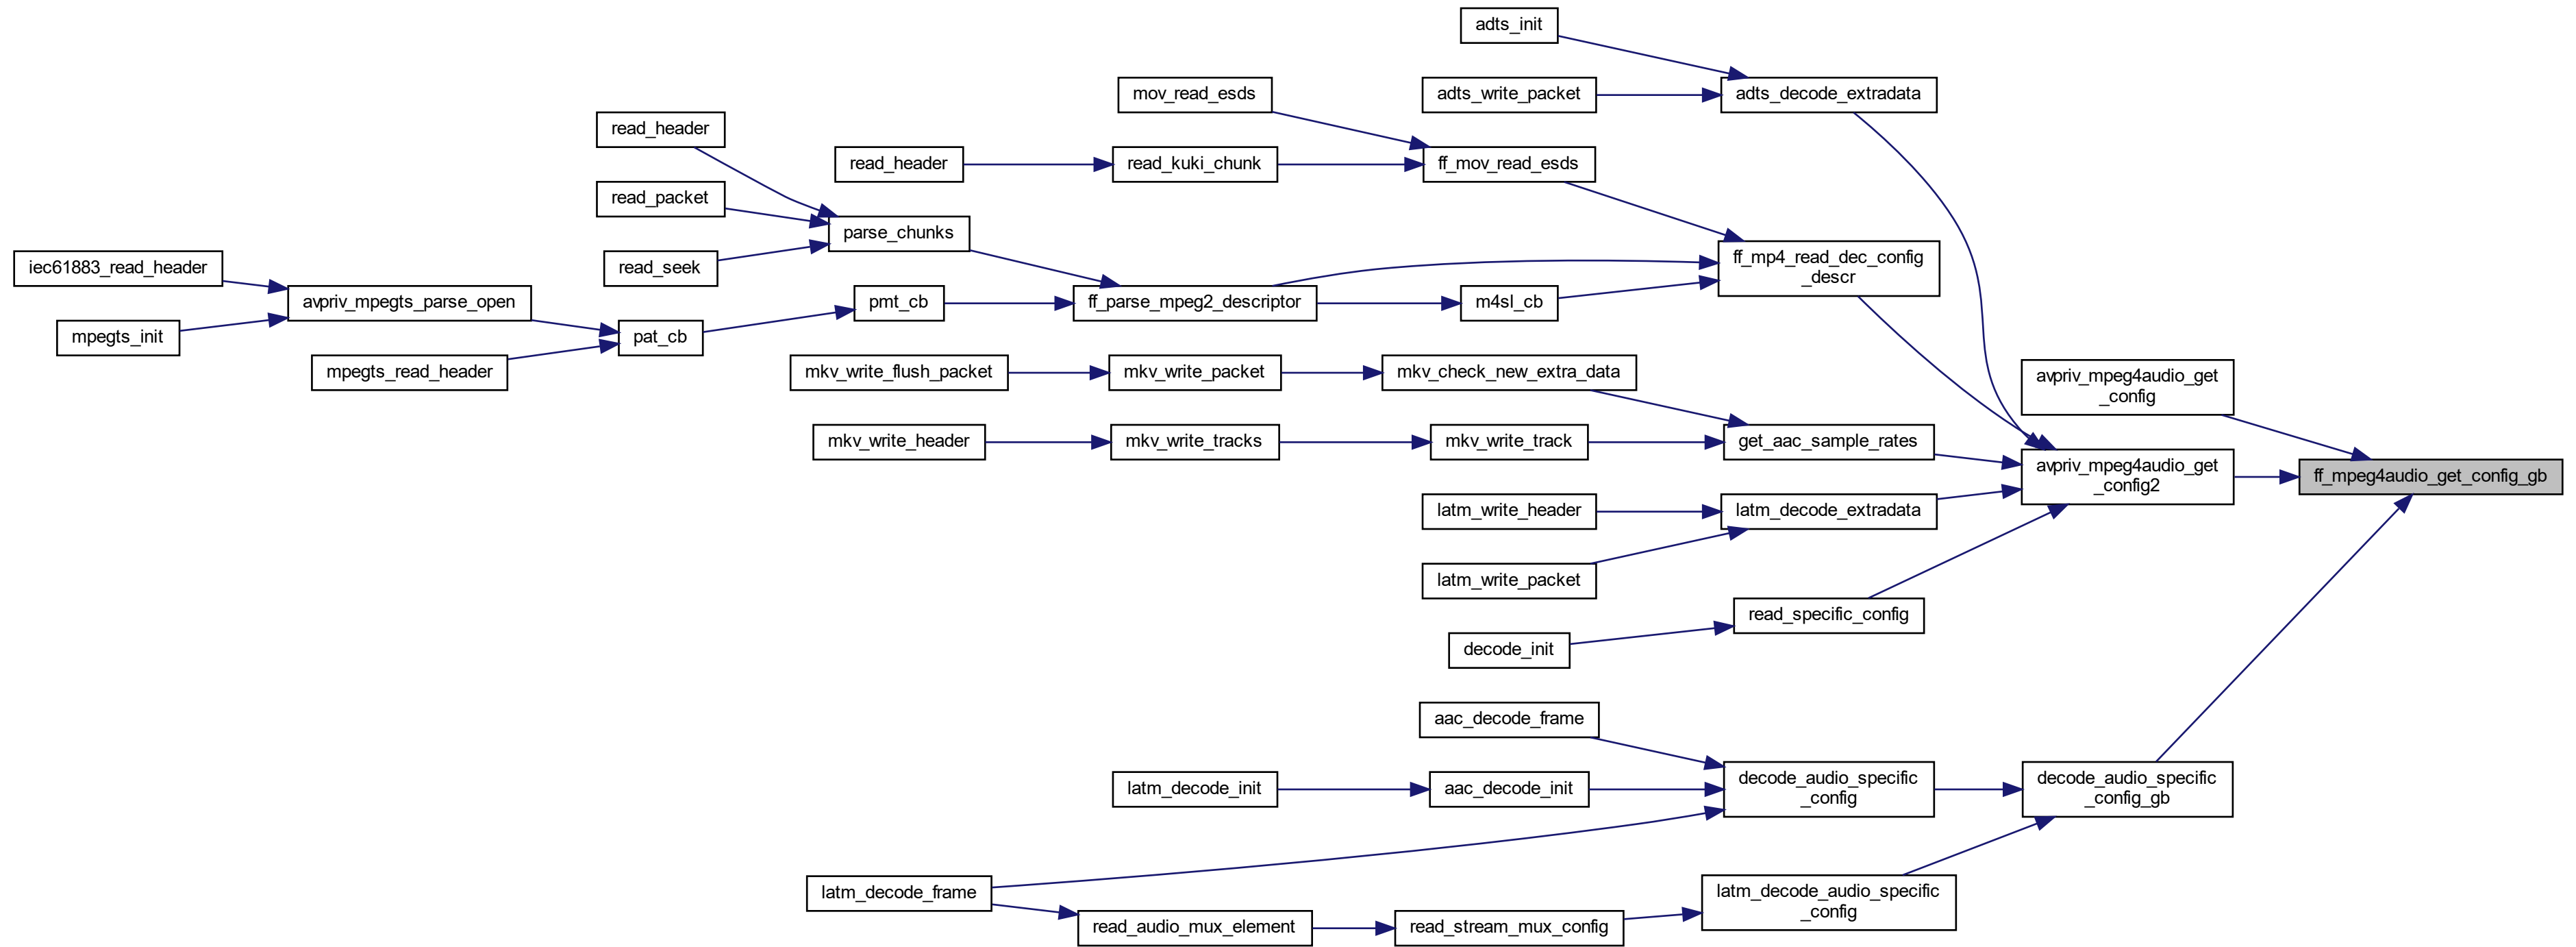 adts_init
mov_read_esds
adts_write_packet
adts_decode_extradata
read_header
read_header
read_kuki_chunk
ff_mov_read_esds
read_packet
parse_chunks
iec61883_read_header
read_seek
ff_mp4_read_dec_config
_descr
avpriv_mpegts_parse_open
pmt_cb
ff_parse_mpeg2_descriptor
m4sl_cb
mpegts_init
pat_cb
mpegts_read_header
mkv_write_flush_packet
mkv_write_packet
mkv_check_new_extra_data
avpriv_mpeg4audio_get
_config
mkv_write_header
mkv_write_tracks
mkv_write_track
get_aac_sample_rates
avpriv_mpeg4audio_get
_config2
ff_mpeg4audio_get_config_gb
latm_write_header
latm_decode_extradata
latm_write_packet
read_specific_config
decode_init
aac_decode_frame
latm_decode_init
aac_decode_init
decode_audio_specific
_config
decode_audio_specific
_config_gb
latm_decode_frame
latm_decode_audio_specific
_config
read_audio_mux_element
read_stream_mux_config